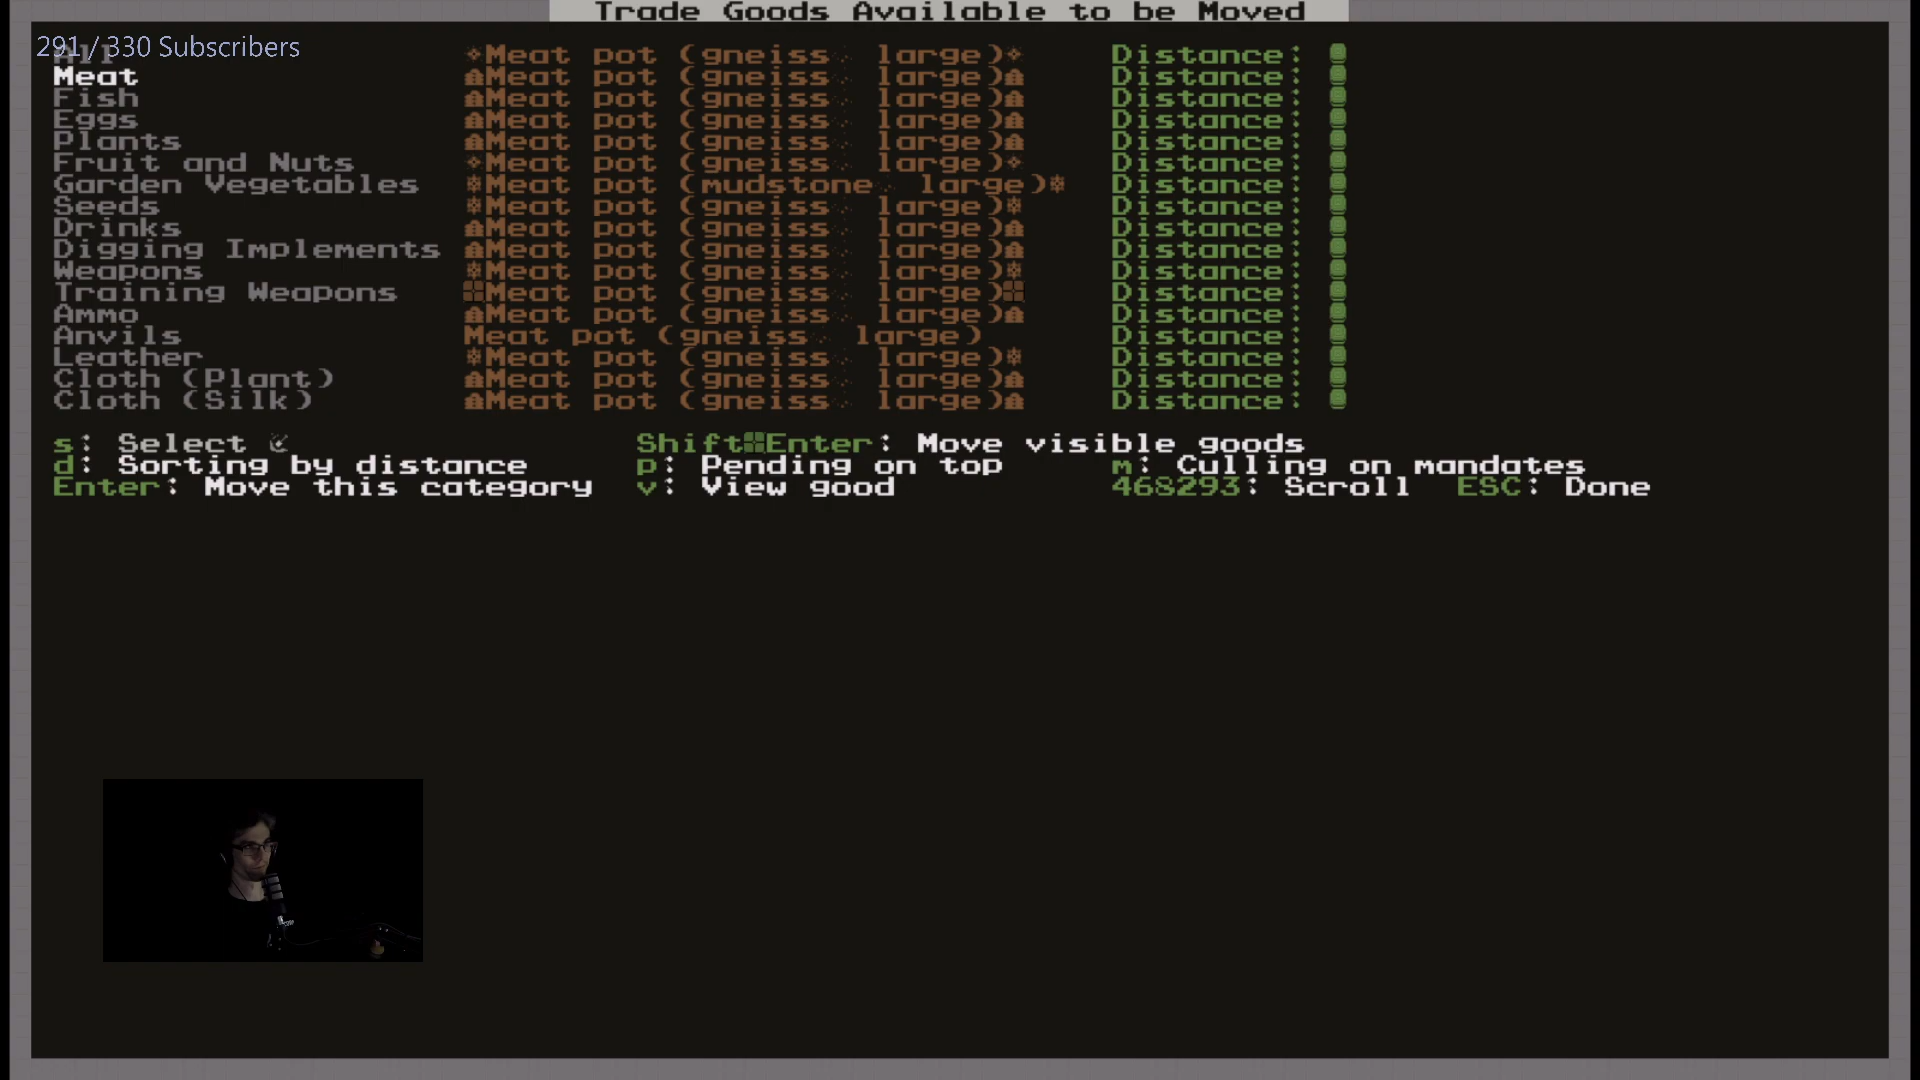 Trade Goods Available to be Moved
291 / 330 Subscribers
All Meat pot (gneiss large) Distance:
Meat Meat pot (gneiss large) Distance:
Fish Meat pot (gneiss large) Distance:
Eggs Meat pot (gneiss large) Distance:
Plants Meat pot (gneiss large) Distance:
Fruit and Nuts Meat pot (gneiss large) Distance:
Garden Vegetables Meat pot (mudstone large) Distance:
Seeds Meat pot (gneiss large) Distance:
Drinks Meat pot (gneiss large) Distance:
Digging Implements Meat pot (gneiss large) Distance:
Weapons Meat pot (gneiss large) Distance:
Training Weapons Meat pot (gneiss large) Distance:
Ammo Meat pot (gneiss large) Distance:
Anvils Meat pot (gneiss large) Distance:
Leather Meat pot (gneiss large) Distance:
Cloth (Plant) Meat pot (gneiss large) Distance:
Cloth (Silk) Meat pot (gneiss large) Distance:
s: Select Shift Enter: Move visible goods
d: Sorting by distance p: Pending on top m: Culling on mandates
Enter: Move this category v: View good 468293: Scroll ESC: Done